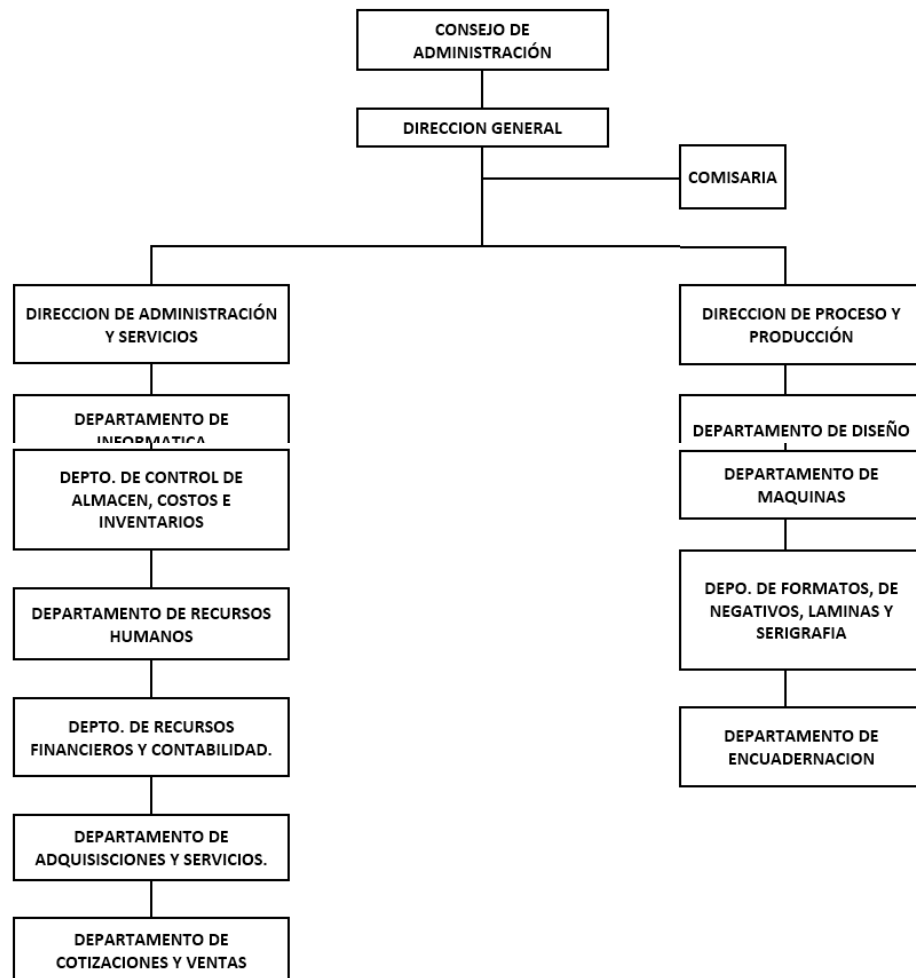 CONSEJO DE
ADMINISTRACIÓN
DIRECCION GENERAL
COMISARIA
DIRECCION DE ADMINISTRACIÓN
Y SERVICIOS
DIRECCION DE PROCESO Y
PRODUCCIÓN
DEPARTAMENTO DE
INFORMATICA
DEPARTAMENTO DE DISEÑO
DEPTO. DE CONTROL DE
ALMACEN, COSTOS E
INVENTARIOS
DEPARTAMENTO DE
MAQUINAS
DEPARTAMENTO DE RECURSOS
HUMANOS
DEPO. DE FORMATOS, DE
NEGATIVOS, LAMINAS Y
SERIGRAFIA
DEPTO. DE RECURSOS
FINANCIEROS Y CONTABILIDAD.
DEPARTAMENTO DE
ENCUADERNACION
DEPARTAMENTO DE
ADQUISISCIONES Y SERVICIOS.
DEPARTAMENTO DE
COTIZACIONES Y VENTAS